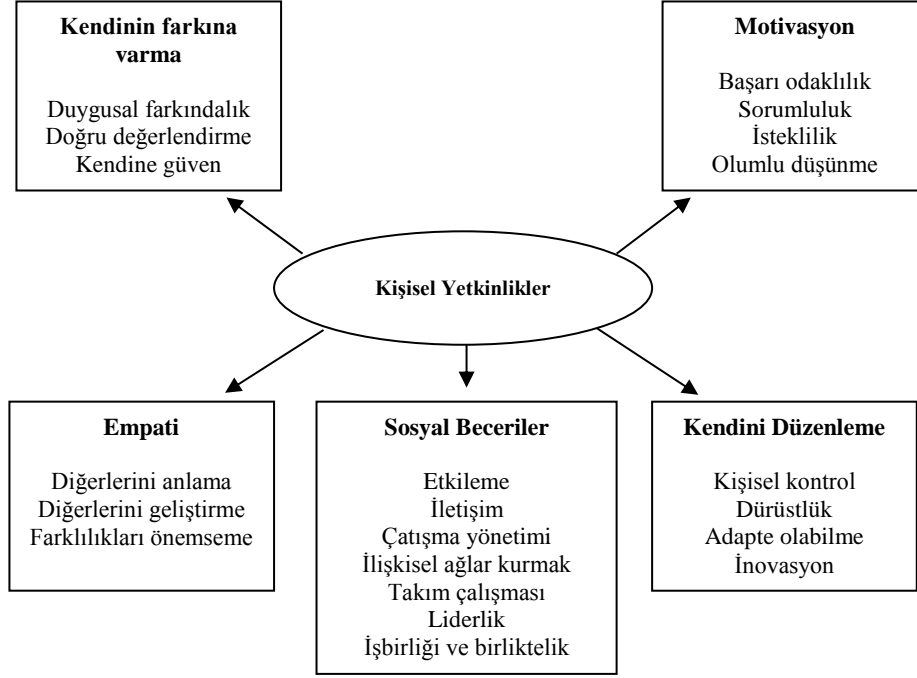 Kendinin farkına
varma
Duygusal farkındalık
Doğru değerlendirme
Kendine güven
Motivasyon
Başarı odaklılık
Sorumluluk
İsteklilik
Olumlu düşünme
Kişisel Yetkinlikler
Empati
Diğerlerini anlama
Diğerlerini geliştirme
Farklılıkları önemseme
Sosyal Beceriler
Etkileme
İletişim
Çatışma yönetimi
İlişkisel ağlar kurmak
Takım çalışması
Liderlik
İşbirliği ve birliktelik
Kendini Düzenleme
Kişisel kontrol
Dürüstlük
Adapte olabilme
İnovasyon